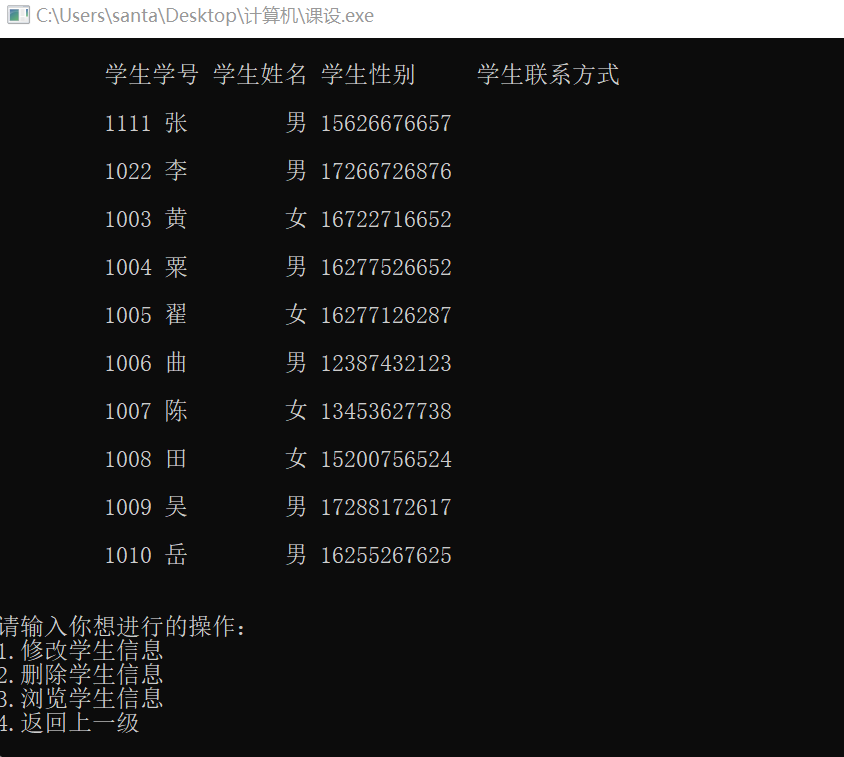 C:\Users\santa\Desktop\计算机\课设.exe
学生学号 学生姓名 学生性别 学生联系方式
1111 张 男 15626676657
1022 李 男 17266726876
1003 黄 女 16722716652
1004 粟 男 16277526652
1005 翟 女 16277126287
1006 曲 男 12387432123
1007 陈 女 13453627738
1008 田 女 15200756524
1009 吴 男 17288172617
1010 岳 男 16255267625
请输入你想进行的操作:
1.修改学生信息
2.删除学生信息
3.浏览学生信息
4.返回上一级